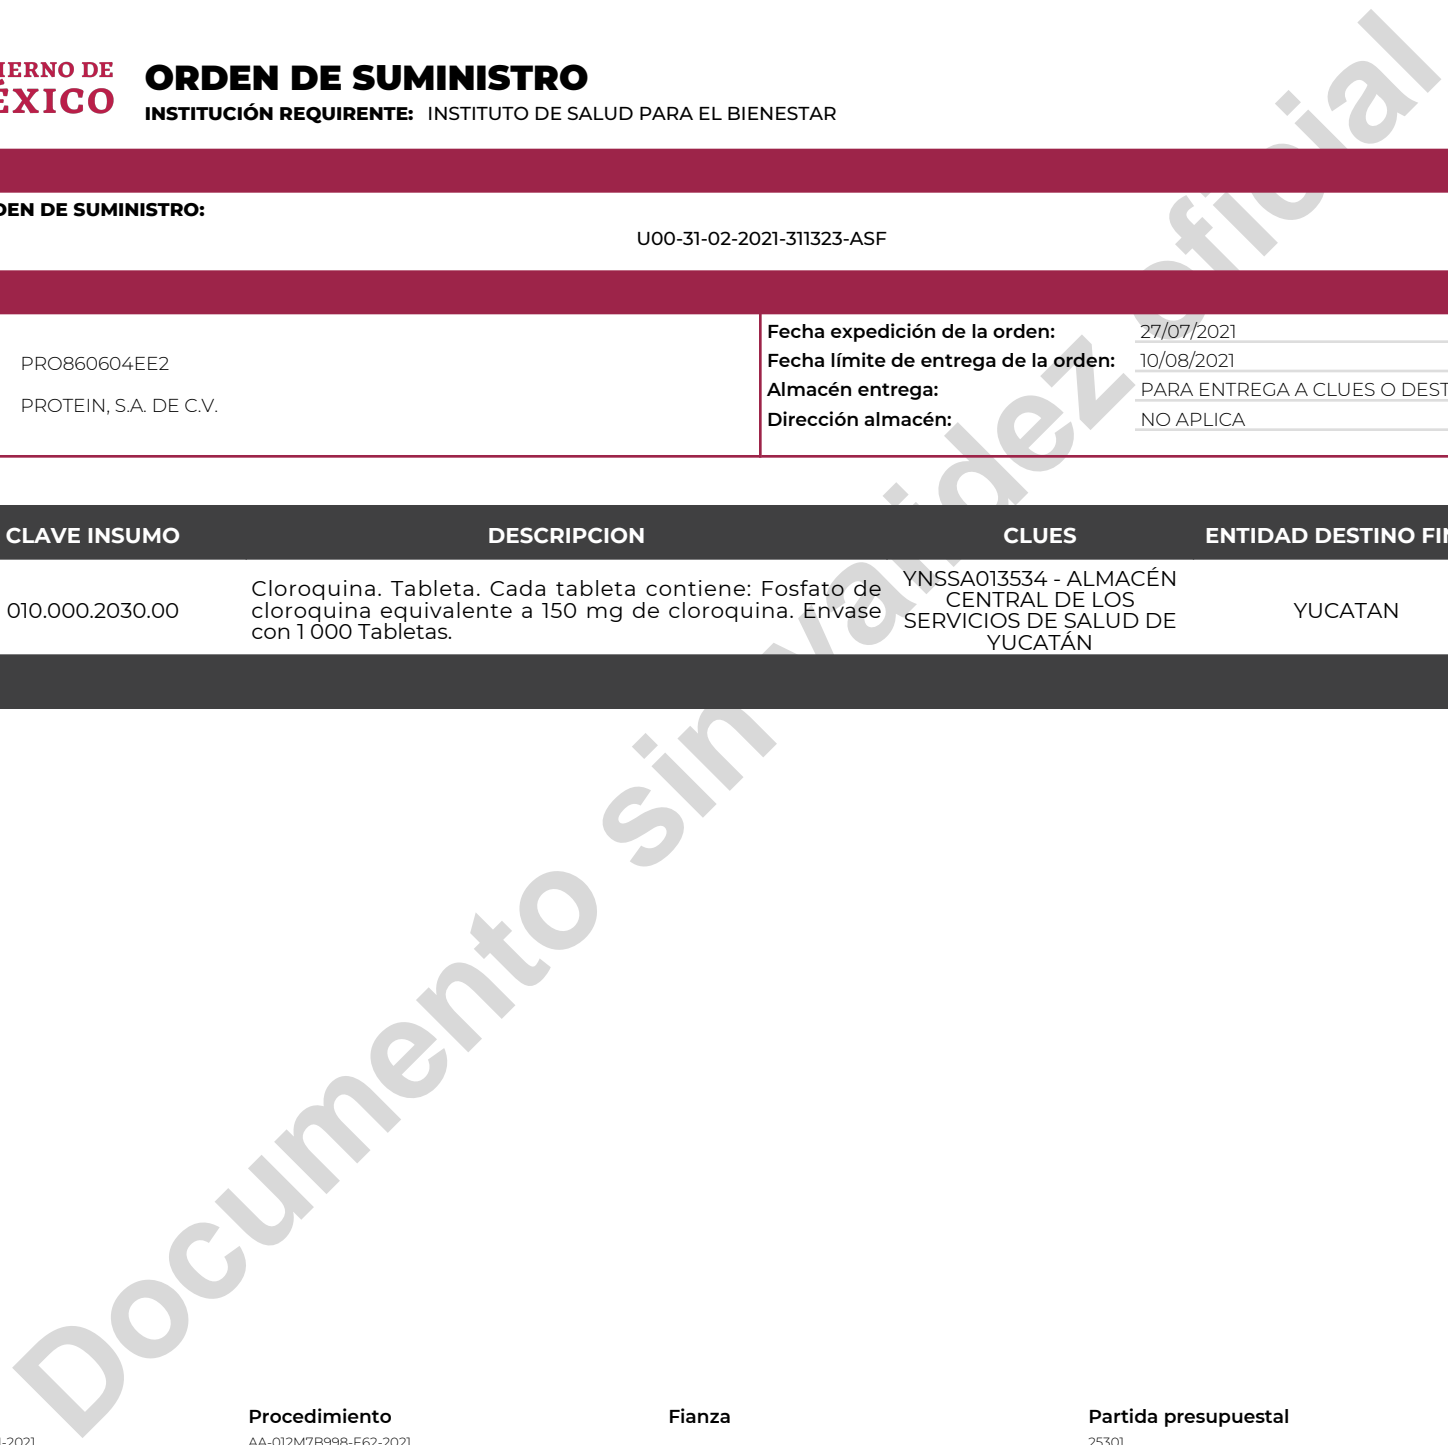 IERNO DE
ÉXICO
ORDEN DE SUMINISTRO
INSTITUCIÓN REQUIRENTE: INSTITUTO DE SALUD PARA EL BIENESTAR
DEN DE SUMINISTRO:
U00-31-02-2021-311323-ASF
PRO860604EE2
PROTEIN, S.A. DE C.V.
Fecha expedición de la orden: 27/07/2021
Fecha límite de entrega de la orden: 10/08/2021
Almacén entrega: PARA ENTREGA A CLUES O DEST
Dirección almacén: NO APLICA
CLAVE INSUMO DESCRIPCION CLUES ENTIDAD DESTINO FIN
010.000.2030.00
Cloroquina. Tableta. Cada tableta contiene: Fosfato de
cloroquina equivalente a 150 mg de cloroquina. Envase
con 1 000 Tabletas.
YNSSA013534 - ALMACÉN
CENTRAL DE LOS
SERVICIOS DE SALUD DE
YUCATÁN
YUCATAN
Documento sin validez oficial
Procedimiento Fianza Partida presupuestal
-2021 AA-012M7B998-E62-2021 25301